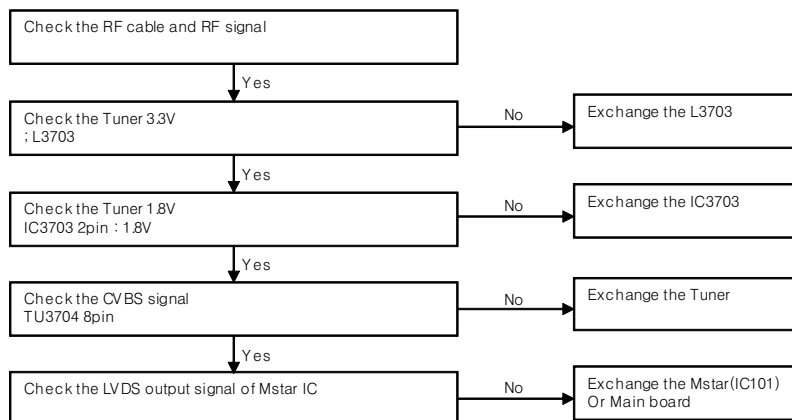 Check the RF cable and RF signal
Yes
Check the Tuner 3.3V
; L3703
No
Exchange the L3703
Yes
Check the Tuner 1.8V
IC3703 2pin : 1.8V
No
Exchange the IC3703
Yes
Check the CVBS signal
TU3704 8pin
No
Exchange the Tuner
Yes
Check the LVDS output signal of Mstar IC
No
Exchange the Mstar(IC101)
Or Main board